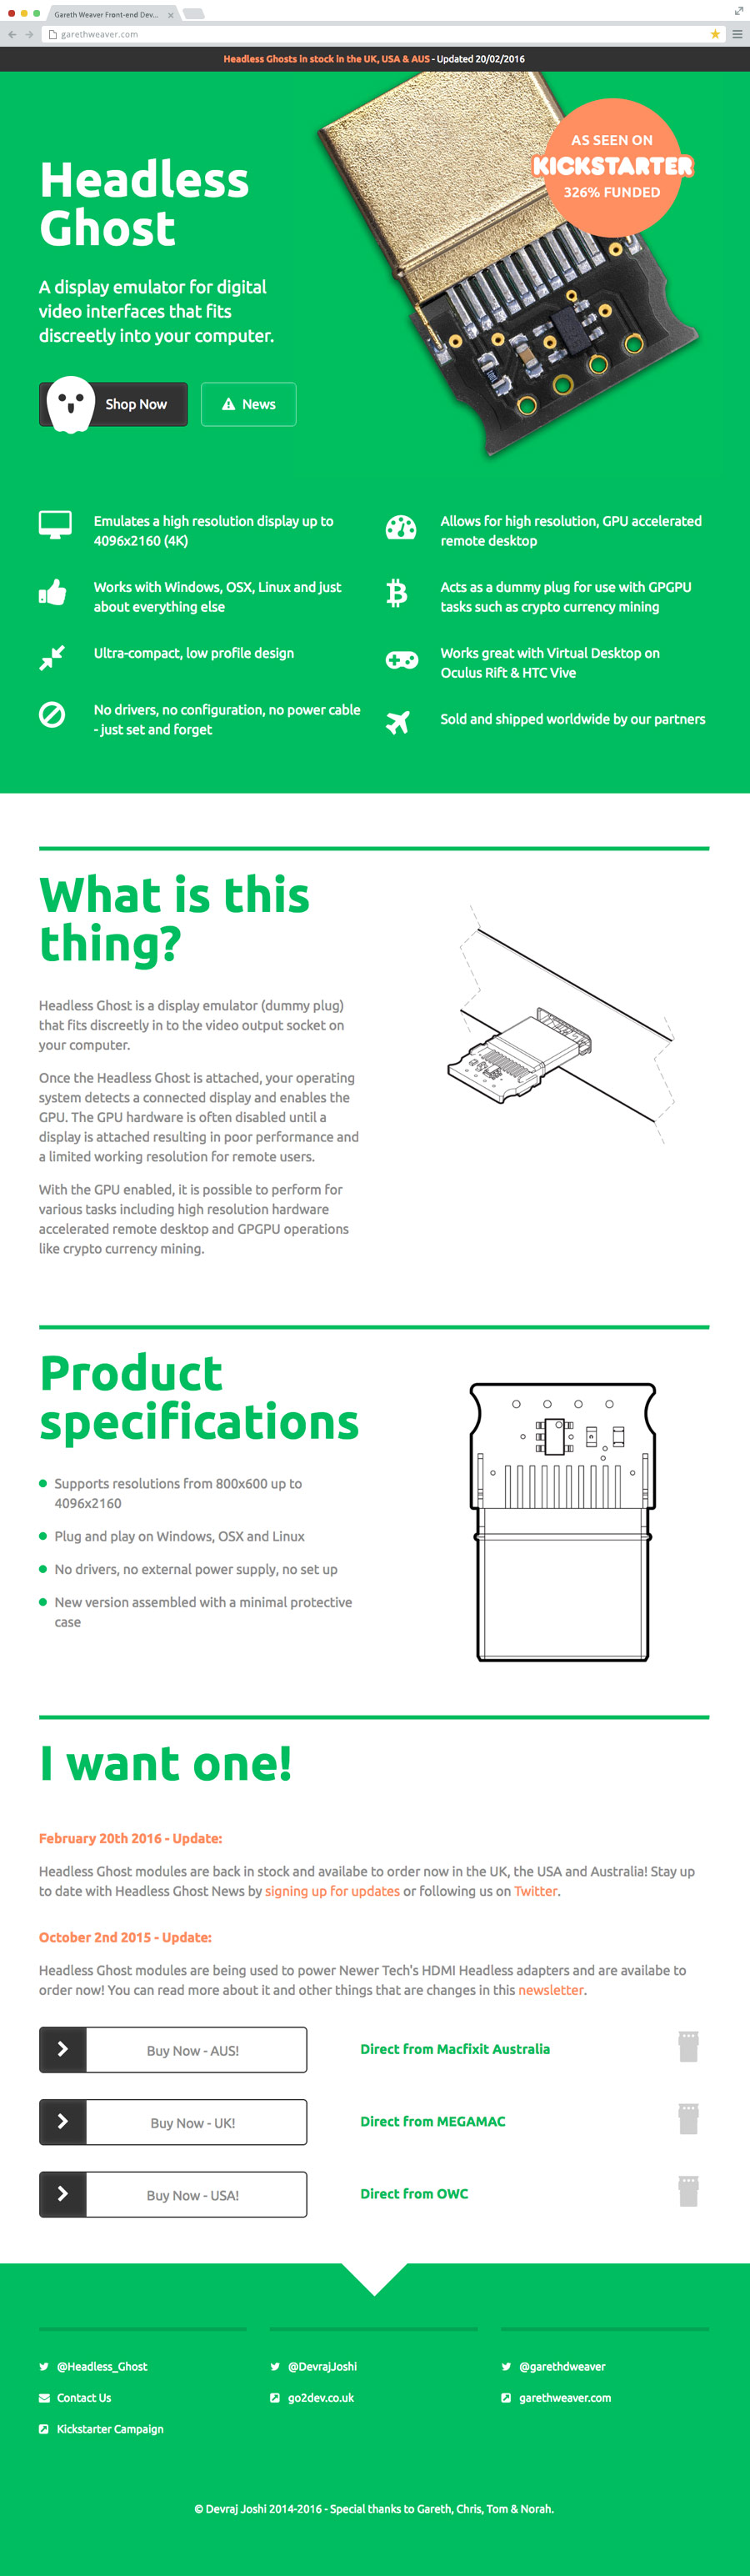 Gareth Weaver Front-end Dev...
garethweaver.com
Headless Ghosts in stock in the UK, USA & AUS - Updated 20/02/2016
AS SEEN ON
KICKSTARTER
326% FUNDED
Headless
Ghost
A display emulator for digital
video interfaces that fits
discreetly into your computer.
Shop Now
News
Emulates a high resolution display up to
4096x2160 (4K)
Allows for high resolution, GPU accelerated
remote desktop
Works with Windows, OSX, Linux and just
about everything else
Acts as a dummy plug for use with GPGPU
tasks such as crypto currency mining
Ultra-compact, low profile design
Works great with Virtual Desktop on
Oculus Rift & HTC Vive
No drivers, no configuration, no power cable
- just set and forget
Sold and shipped worldwide by our partners
What is this
thing?
Headless Ghost is a display emulator (dummy plug)
that fits discreetly in to the video output socket on
your computer.
Once the Headless Ghost is attached, your operating
system detects a connected display and enables the
GPU. The GPU hardware is often disabled until a
display is attached resulting in poor performance and
a limited working resolution for remote users.
With the GPU enabled, it is possible to perform for
various tasks including high resolution hardware
accelerated remote desktop and GPGPU operations
like crypto currency mining.
Product
specifications
Supports resolutions from 800x600 up to
4096x2160
Plug and play on Windows, OSX and Linux
No drivers, no external power supply, no set up
New version assembled with a minimal protective
case
I want one!
February 20th 2016 - Update:
Headless Ghost modules are back in stock and availabe to order now in the UK, the USA and Australia! Stay up
to date with Headless Ghost News by signing up for updates or following us on Twitter.
October 2nd 2015 - Update:
Headless Ghost modules are being used to power Newer Tech's HDMI Headless adapters and are availabe to
order now! You can read more about it and other things that are changes in this newsletter.
Buy Now - AUS!
Direct from Macfixit Australia
Buy Now - UK!
Direct from MEGAMAC
Buy Now - USA!
Direct from OWC
@Headless_Ghost
Contact Us
Kickstarter Campaign
@DevrajJoshi
go2dev.co.uk
@garethdweaver
garethweaver.com
© Devraj Joshi 2014-2016 - Special thanks to Gareth, Chris, Tom & Norah.